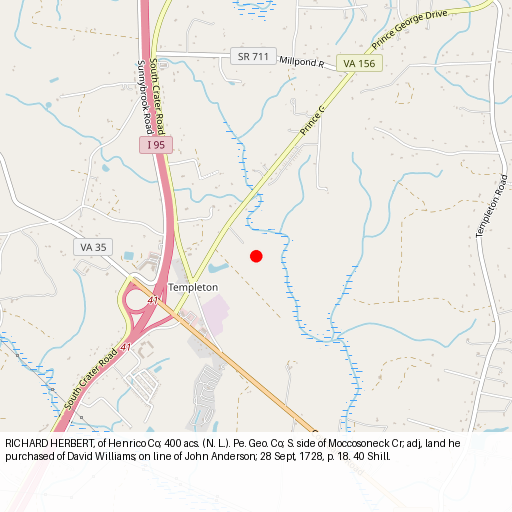 Prince George Drive
SR 711
Millpond R
VA 156
South Crater Road
Sunnybrook Road
Prince G
I 95
Templeton Road
VA 35
Templeton
41
41
South Crater Road
C
RICHARD HERBERT, of Henrico Co; 400 acs. (N. L.). Pe. Geo. Co; S. side of Moccosoneck Cr; adj, land he
purchased of David Williams; on line of John Anderson; 28 Sept, 1728, p. 18. 40 Shill.